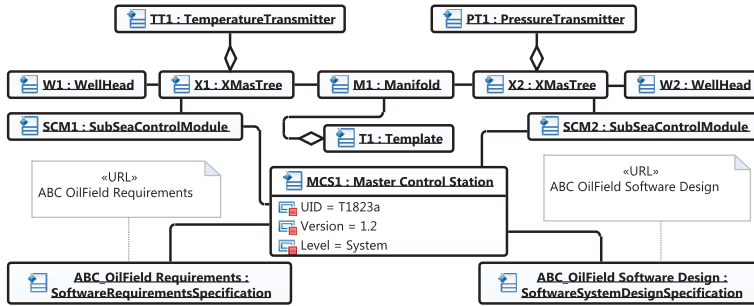 TT1 : TemperatureTransmitter
PT1 : PressureTransmitter
W1 : WellHead
X1 : XMasTree
M1 : Manifold
X2 : XMasTree
W2 : WellHead
SCM1 : SubSeaControlModule
T1 : Template
SCM2 : SubSeaControlModule
«URL»
ABC OilField Requirements
«URL»
ABC OilField Software Design
MCS1 : Master Control Station
UID = T1823a
Version = 1.2
Level = System
ABC_OilField Requirements :
SoftwareRequirementsSpecification
ABC_OilField Software Design :
SoftwareSystemDesignSpecification